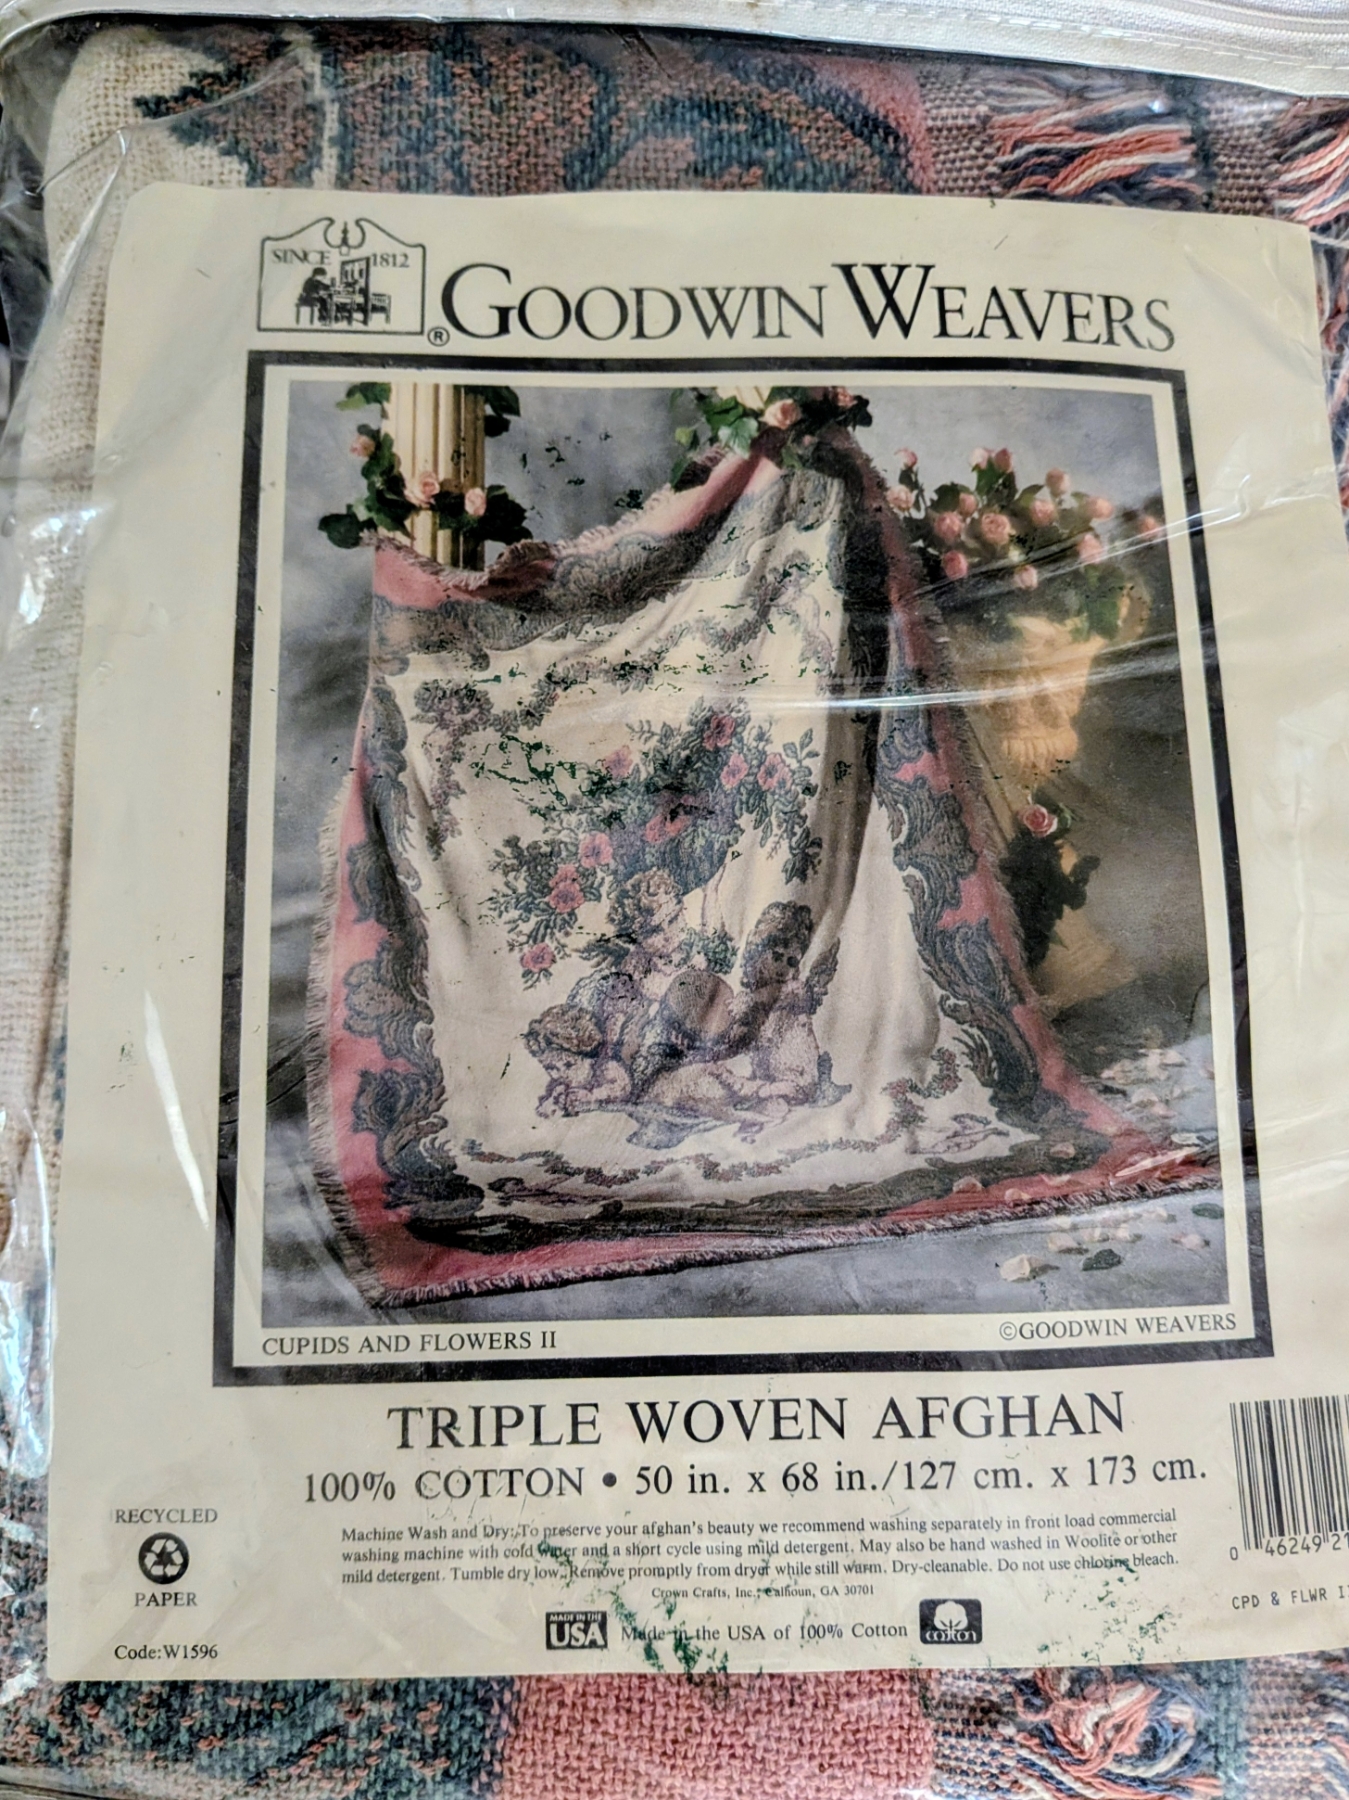 SINCE 1812
® GOODWIN WEAVERS
CUPIDS AND FLOWERS II
©GOODWIN WEAVERS
TRIPLE WOVEN AFGHAN
100% COTTON • 50 in. x 68 in./127 cm. x 173 cm.
RECYCLED
PAPER
Code:W1596
Machine Wash and Dry: To preserve your afghan's beauty we recommend washing separately in front load commercial
washing machine with cold water and a short cycle using mild detergent. May also be hand washed in Woolite or other
mild detergent. Tumble dry low. Remove promptly from dryer while still warm. Dry-cleanable. Do not use chlorine bleach.
Crown Crafts, Inc., Calhoun, GA 30701
MADE IN THE
USA
Made in the USA of 100% Cotton
cotton
0 46249 21
CPD & FLWR I